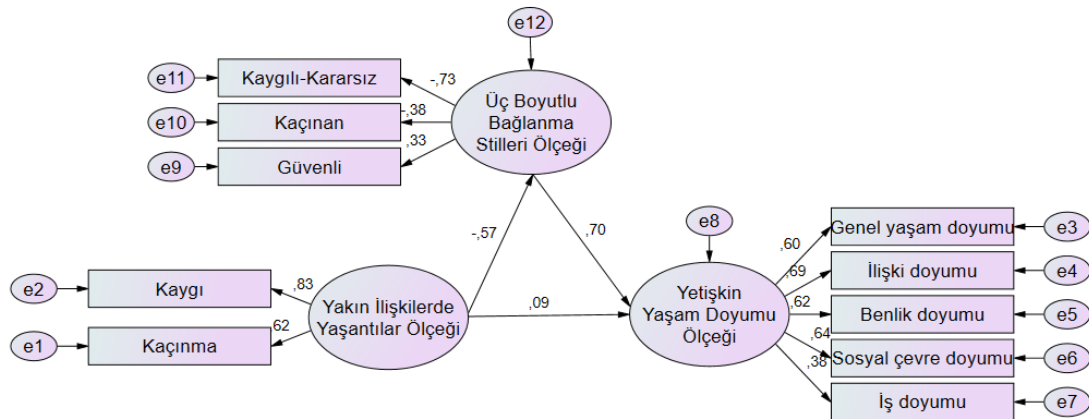 e12
e11
Kaygılı-Kararsız
-,73
e10
Kaçınan
-,38
e9
Güvenli
,33
Üç Boyutlu
Bağlanma
Stilleri Ölçeği
-,57
,70
e8
e2
Kaygı
,83
e1
Kaçınma
,62
Yakın İlişkilerde
Yaşantılar Ölçeği
,09
Yetişkin
Yaşam Doyumu
Ölçeği
,60
Genel yaşam doyumu
e3
,69
İlişki doyumu
e4
,62
Benlik doyumu
e5
,64
Sosyal çevre doyumu
e6
,38
İş doyumu
e7